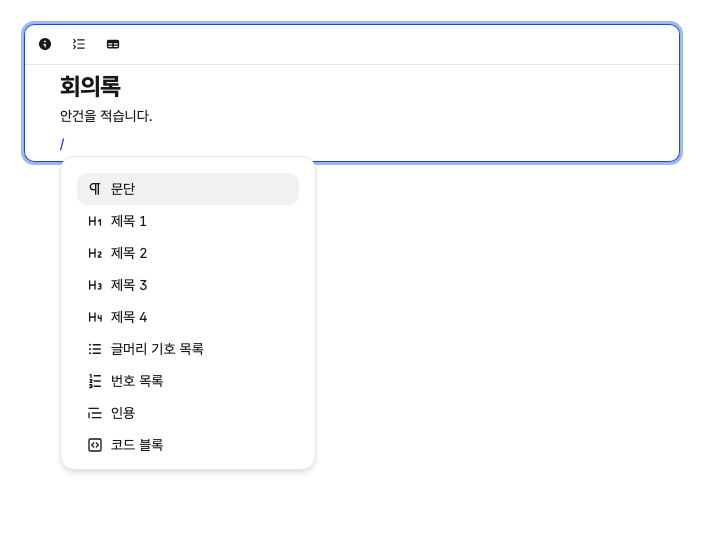 회의록
안건을 적습니다.
/
문단
H1 제목 1
H2 제목 2
H3 제목 3
H4 제목 4
글머리 기호 목록
번호 목록
인용
코드 블록